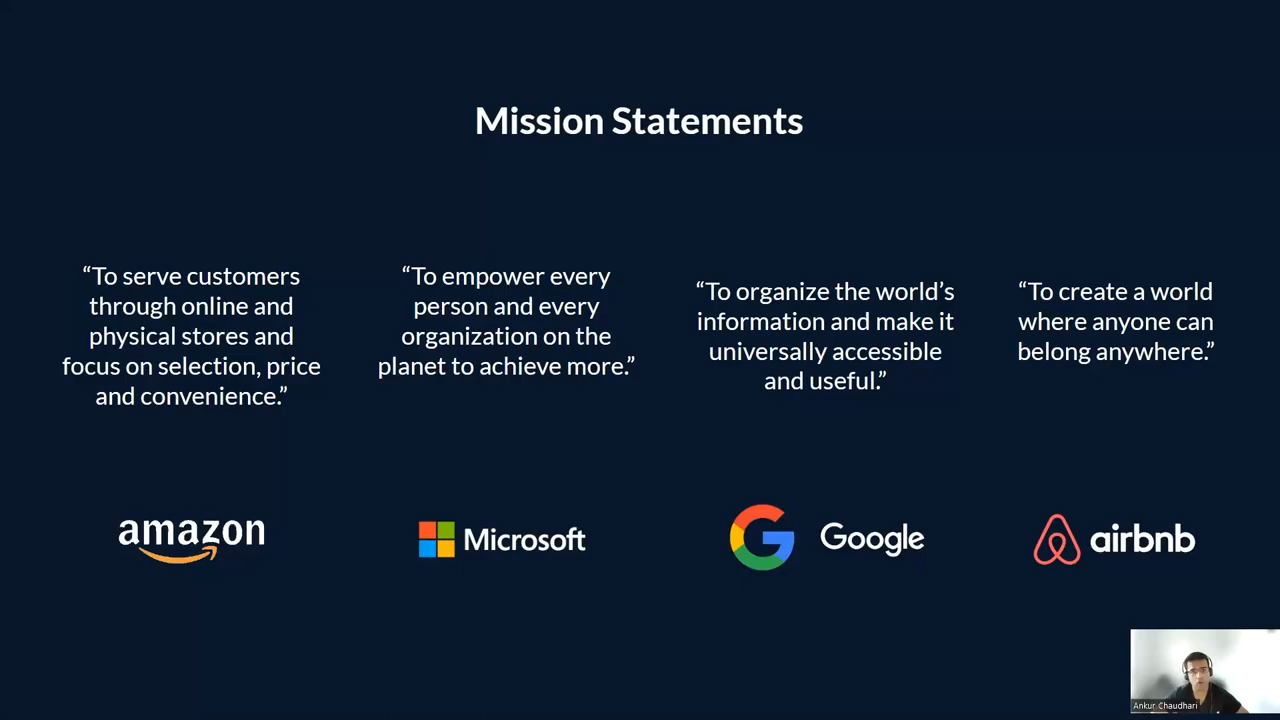 Mission Statements
“To serve customers
through online and
physical stores and
focus on selection, price
and convenience.”
“To empower every
person and every
organization on the
planet to achieve more.”
“To organize the world’s
information and make it
universally accessible
and useful.”
“To create a world
where anyone can
belong anywhere.”
amazon
Microsoft
Google
airbnb
Ankur Chaudhari